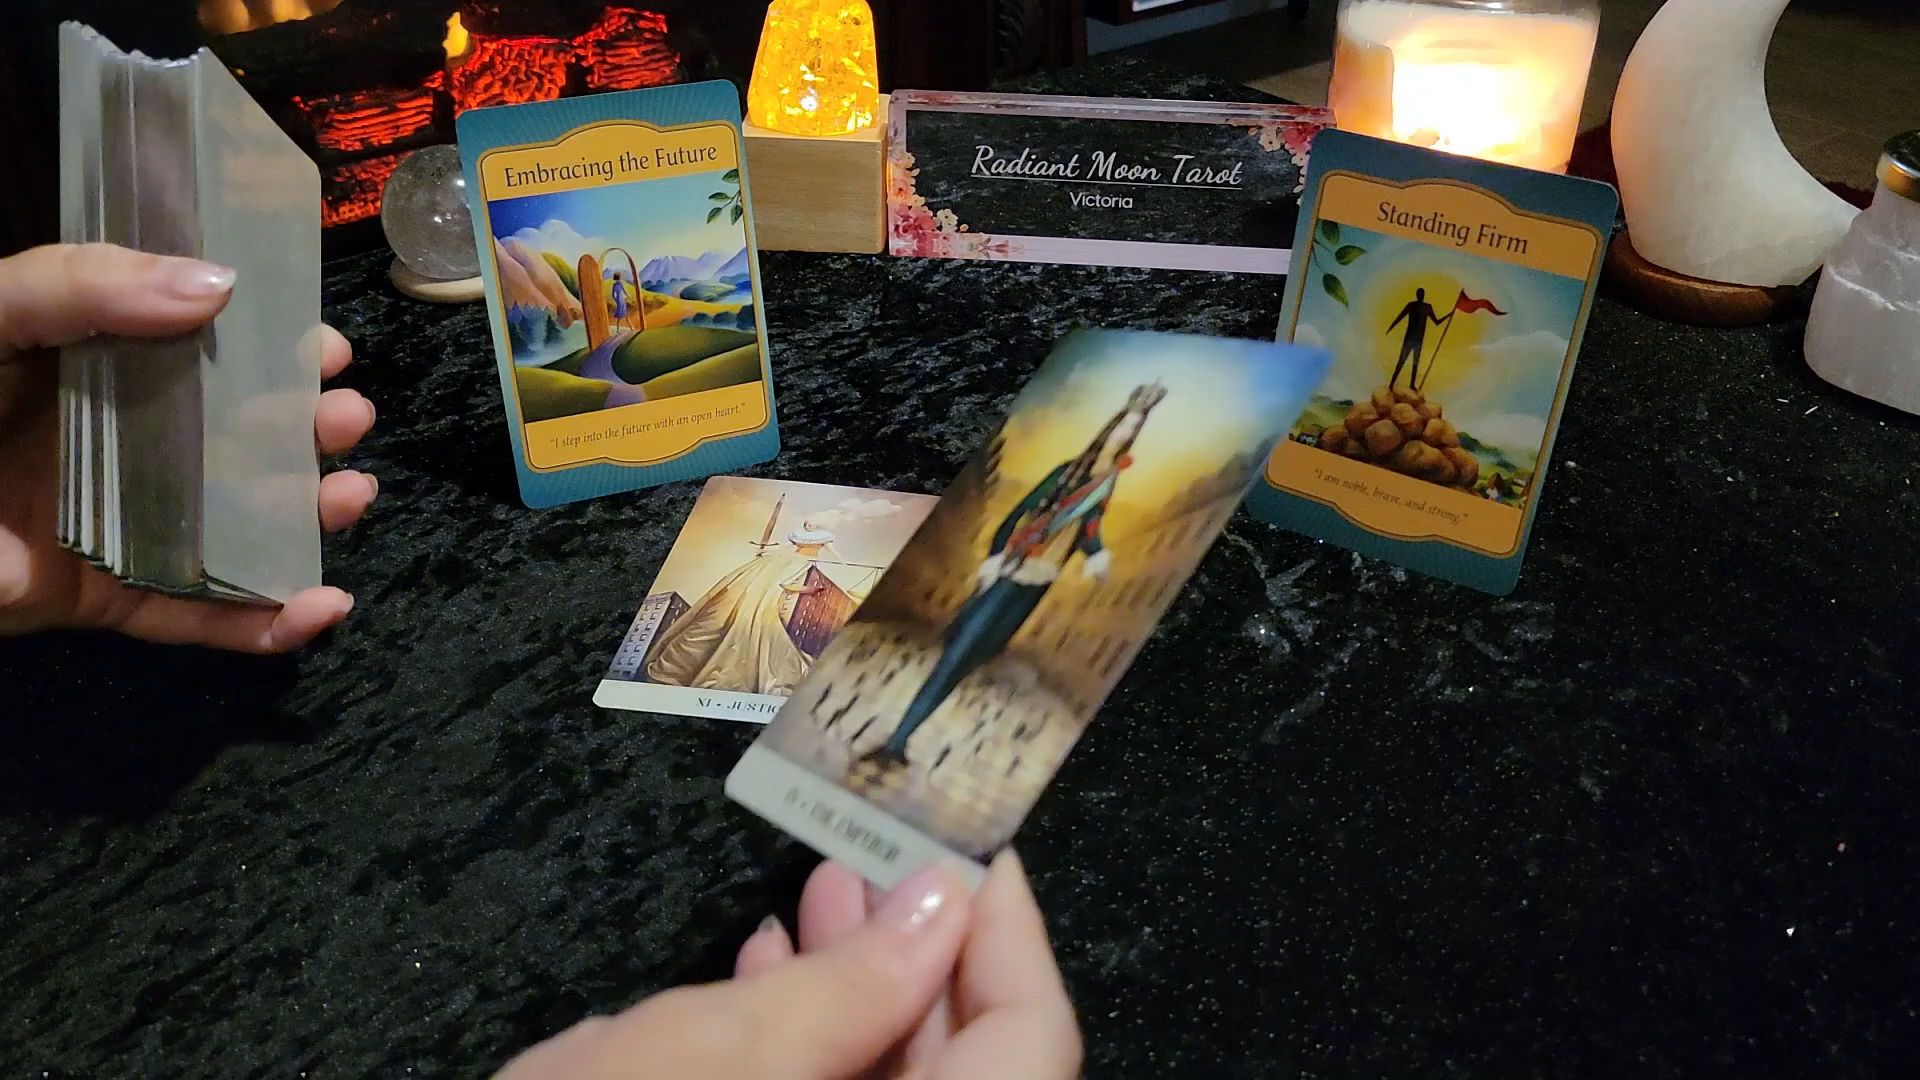 Embracing the Future
"I step into the future with an open heart."
Radiant Moon Tarot
Victoria
Standing Firm
"I am noble, brave, and strong."
XI • JUSTIC